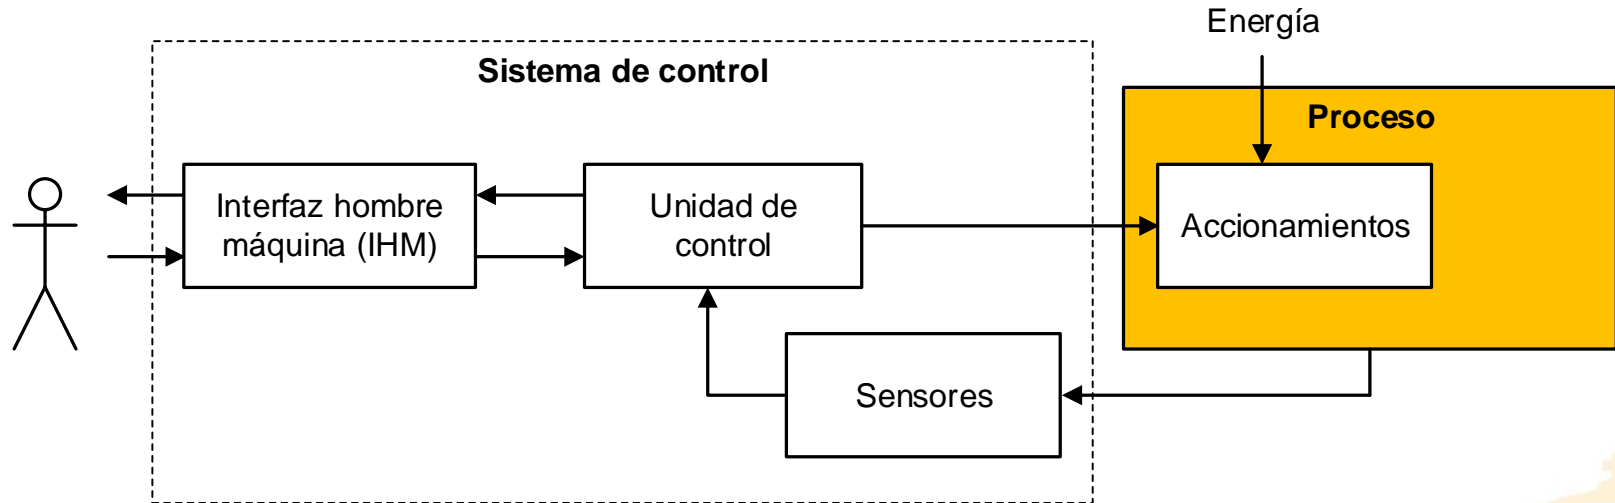 Energía
Sistema de control
Proceso
Interfaz hombre
máquina (IHM)
Unidad de
control
Accionamientos
Sensores